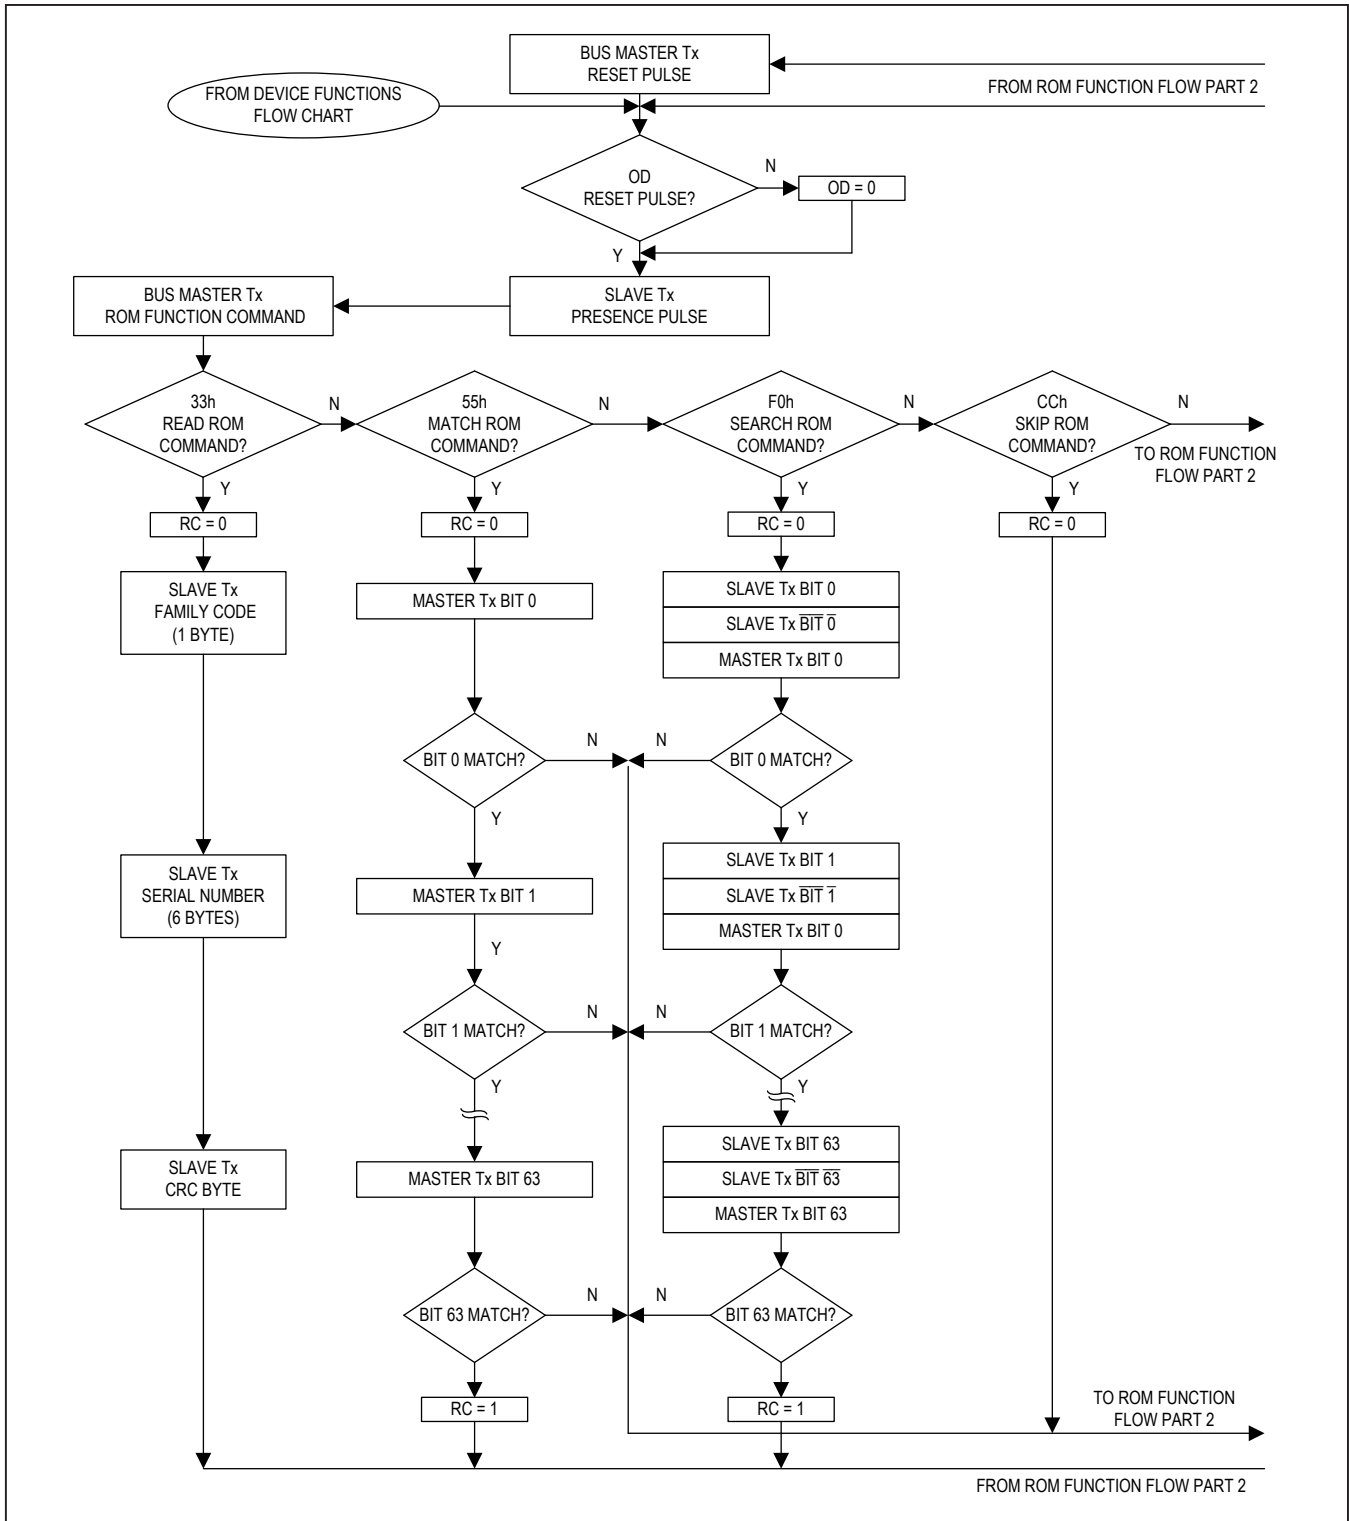 BUS MASTER Tx
RESET PULSE
FROM ROM FUNCTION FLOW PART 2
FROM DEVICE FUNCTIONS
FLOW CHART
OD
RESET PULSE?
N
OD = 0
Y
BUS MASTER Tx
ROM FUNCTION COMMAND
SLAVE Tx
PRESENCE PULSE
33h
READ ROM
COMMAND?
N
55h
MATCH ROM
COMMAND?
N
F0h
SEARCH ROM
COMMAND?
N
CCh
SKIP ROM
COMMAND?
N
TO ROM FUNCTION
FLOW PART 2
Y
Y
Y
Y
RC = 0
RC = 0
RC = 0
RC = 0
SLAVE Tx
FAMILY CODE
(1 BYTE)
MASTER Tx BIT 0
SLAVE Tx BIT 0
SLAVE Tx B̅I̅T̅ 0̅
MASTER Tx BIT 0
BIT 0 MATCH?
N
N
BIT 0 MATCH?
Y
Y
SLAVE Tx
SERIAL NUMBER
(6 BYTES)
MASTER Tx BIT 1
SLAVE Tx BIT 1
SLAVE Tx B̅I̅T̅ 1̅
MASTER Tx BIT 0
Y
BIT 1 MATCH?
N
N
BIT 1 MATCH?
Y
Y
SLAVE Tx
CRC BYTE
MASTER Tx BIT 63
SLAVE Tx BIT 63
SLAVE Tx B̅I̅T̅ 6̅3̅
MASTER Tx BIT 63
BIT 63 MATCH?
N
N
BIT 63 MATCH?
Y
Y
RC = 1
RC = 1
TO ROM FUNCTION
FLOW PART 2
FROM ROM FUNCTION FLOW PART 2